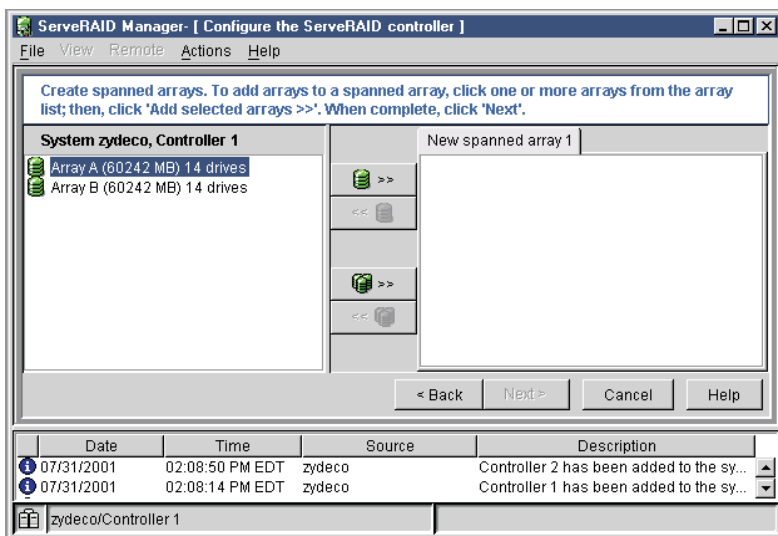 ServeRAID Manager- [ Configure the ServeRAID controller ]
File View Remote Actions Help
Create spanned arrays. To add arrays to a spanned array, click one or more arrays from the array
list; then, click 'Add selected arrays >>'. When complete, click 'Next'.
System zydeco, Controller 1
New spanned array 1
Array A (60242 MB) 14 drives
Array B (60242 MB) 14 drives
>>
<<
>>
<<
< Back
Next >
Cancel
Help
Date Time Source Description
07/31/2001 02:08:50 PM EDT zydeco Controller 2 has been added to the sy...
07/31/2001 02:08:14 PM EDT zydeco Controller 1 has been added to the sy...
zydeco/Controller 1